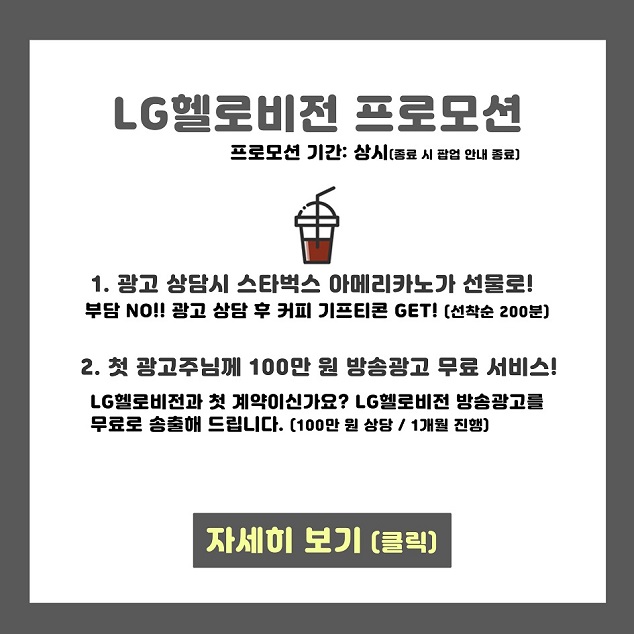 LG헬로비전 프로모션
프로모션 기간: 상시(종료 시 팝업 안내 종료)
1. 광고 상담시 스타벅스 아메리카노가 선물로!
부담 NO!! 광고 상담 후 커피 기프티콘 GET! (선착순 200분)
2. 첫 광고주님께 100만 원 방송광고 무료 서비스!
LG헬로비전과 첫 계약이신가요? LG헬로비전 방송광고를
무료로 송출해 드립니다. (100만 원 상당 / 1개월 진행)
자세히 보기 (클릭)